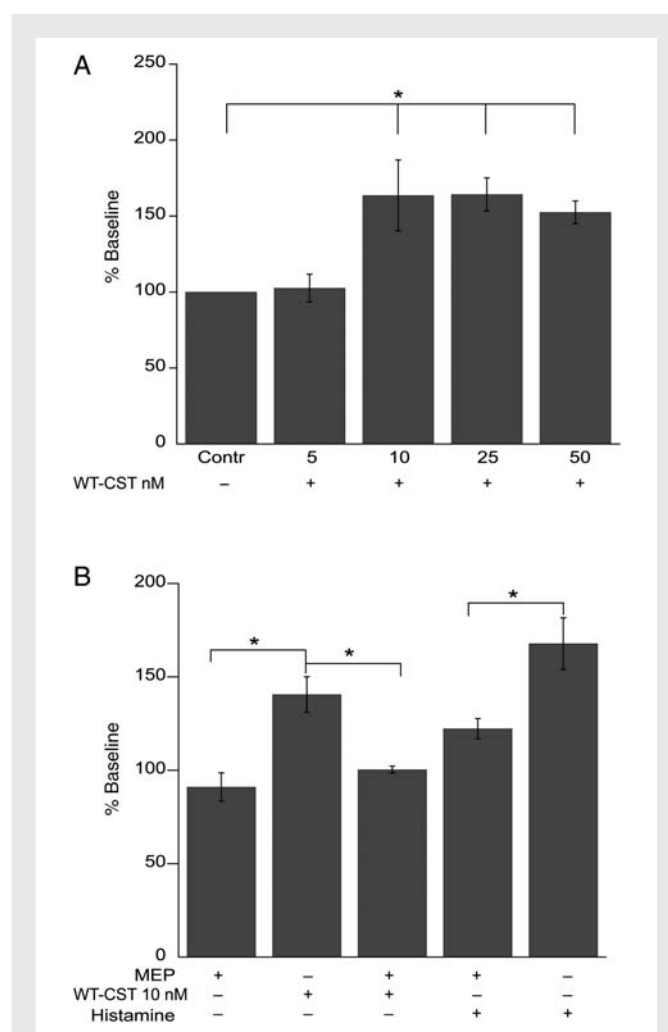 A
250
200
150
100
50
0
% Baseline
*
Contr 5 10 25 50
WT-CST nM – + + + +
B
200
150
100
50
0
% Baseline
* * *
MEP + – + + –
WT-CST 10 nM – + + – –
Histamine – – – + +